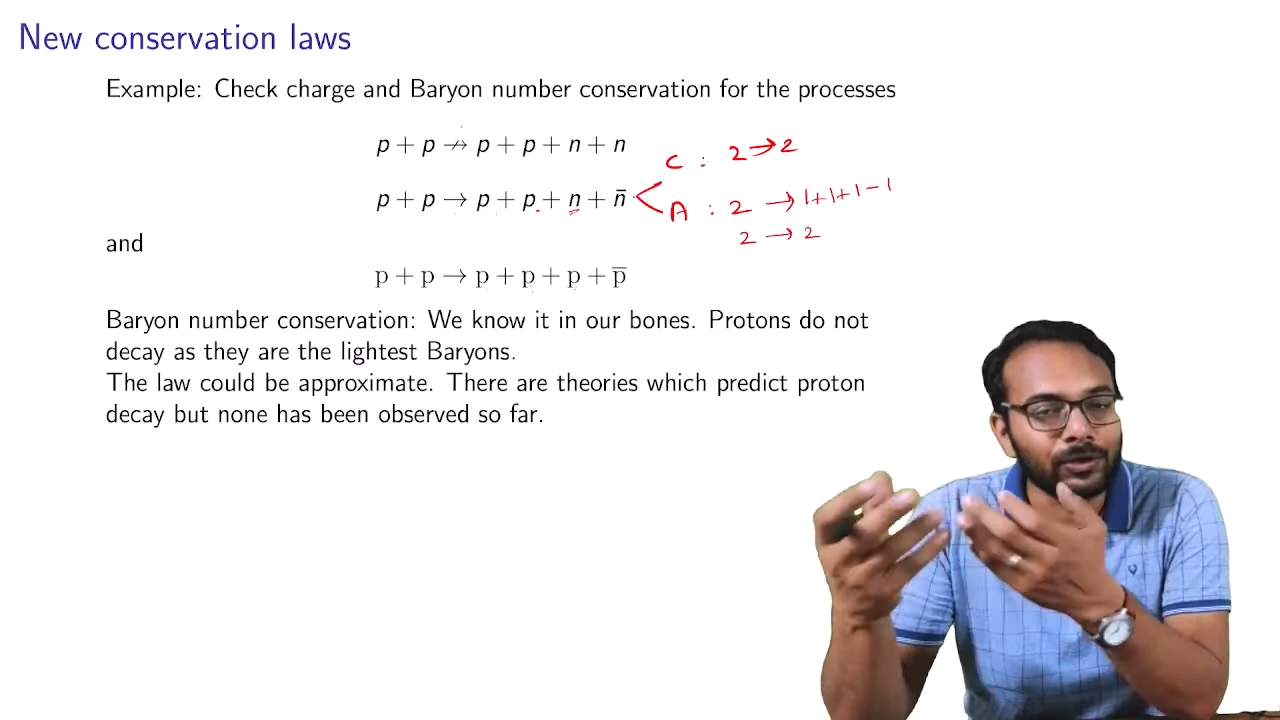 New conservation laws
Example: Check charge and Baryon number conservation for the processes
p + p ↛ p + p + n + n
C : 2 → 2
p + p → p + p + n + n̄
A : 2 → 1+1+1-1
2 → 2
and
p + p → p + p + p + p̅
Baryon number conservation: We know it in our bones. Protons do not
decay as they are the lightest Baryons.
The law could be approximate. There are theories which predict proton
decay but none has been observed so far.